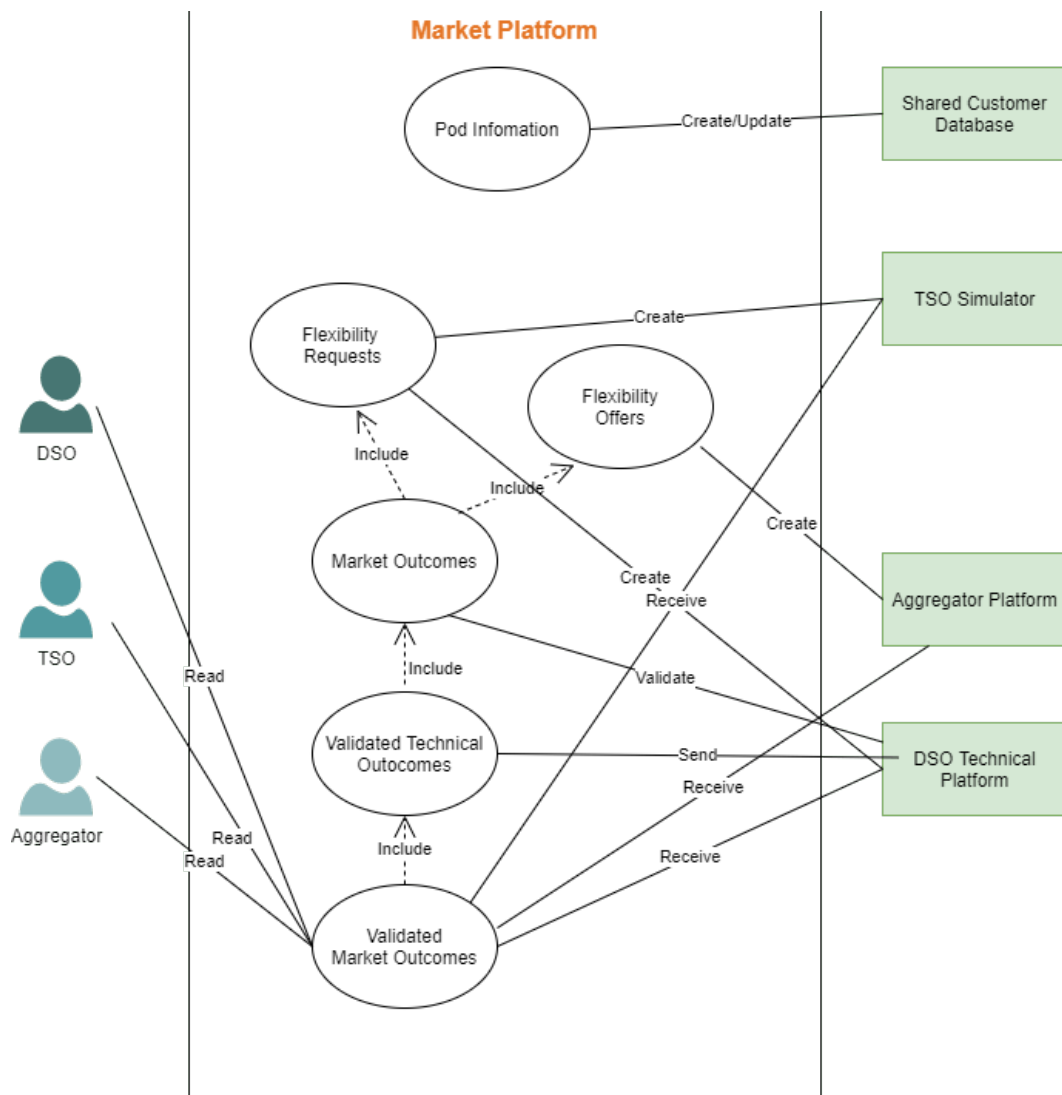 Market Platform
Pod Infomation
Create/Update
Shared Customer
Database
Flexibility
Requests
Create
TSO Simulator
Flexibility
Offers
DSO
Include
Include
Create
Market Outcomes
Create
Receive
Aggregator Platform
TSO
Read
Include
Validate
Validated Technical
Outocomes
Send
DSO Technical
Platform
Receive
Aggregator
Read
Read
Include
Receive
Validated
Market Outcomes